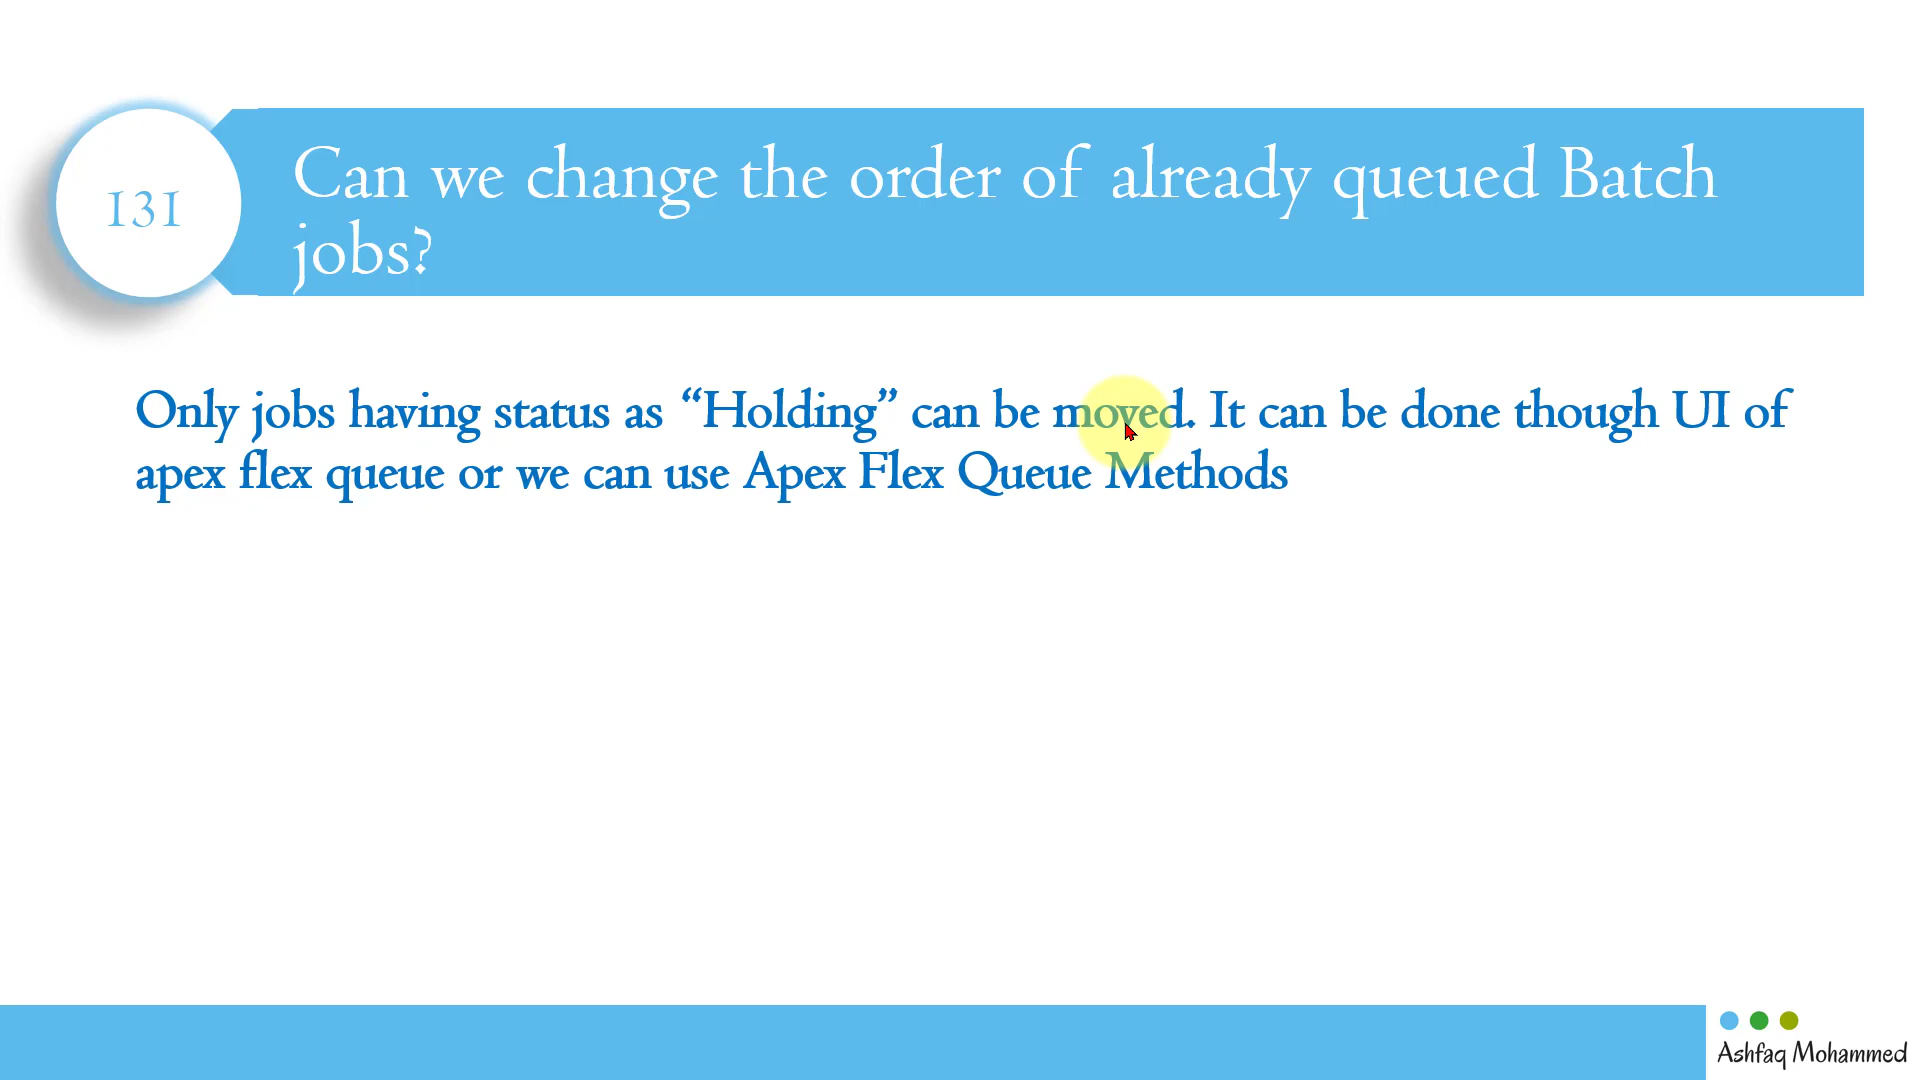 131
Can we change the order of already queued Batch
jobs?
Only jobs having status as “Holding” can be moved. It can be done though UI of
apex flex queue or we can use Apex Flex Queue Methods
Ashfaq Mohammed